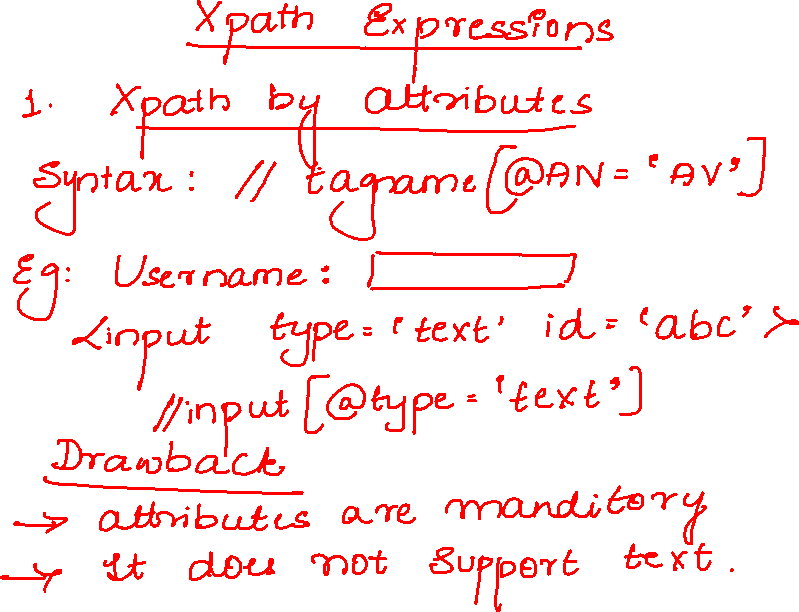 Xpath Expressions
1. Xpath by attributes
Syntax: // tagname[@AN='AV']
Eg: Username:
<input type='text' id='abc'>
//input[@type='text']
Drawback
→ attributes are manditory
→ It does not support text.